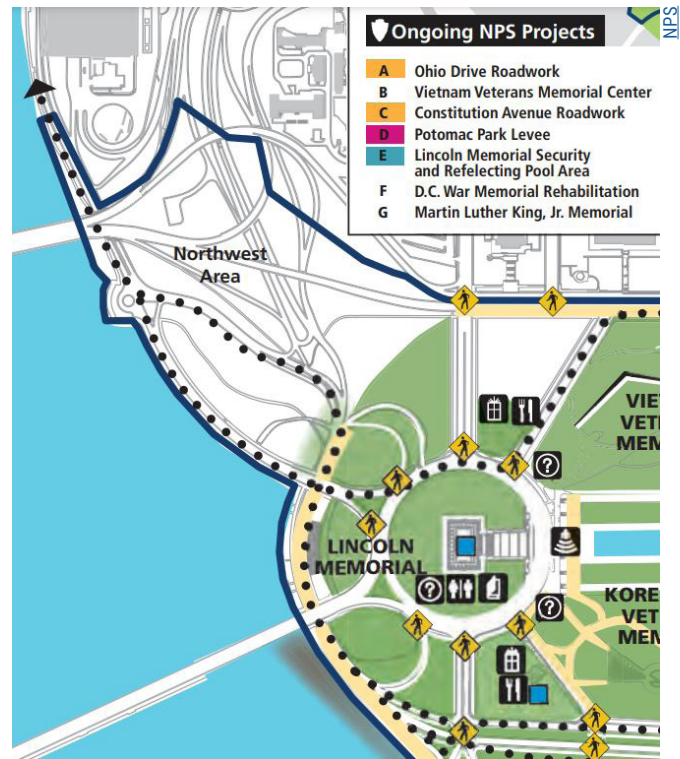 NPS
Ongoing NPS Projects
A Ohio Drive Roadwork
B Vietnam Veterans Memorial Center
C Constitution Avenue Roadwork
D Potomac Park Levee
E Lincoln Memorial Security
and Refelecting Pool Area
F D.C. War Memorial Rehabilitation
G Martin Luther King, Jr. Memorial
Northwest
Area
VIE
VET
MEM
?
LINCOLN
MEMORIAL
?
?
KORE
VET
MEM